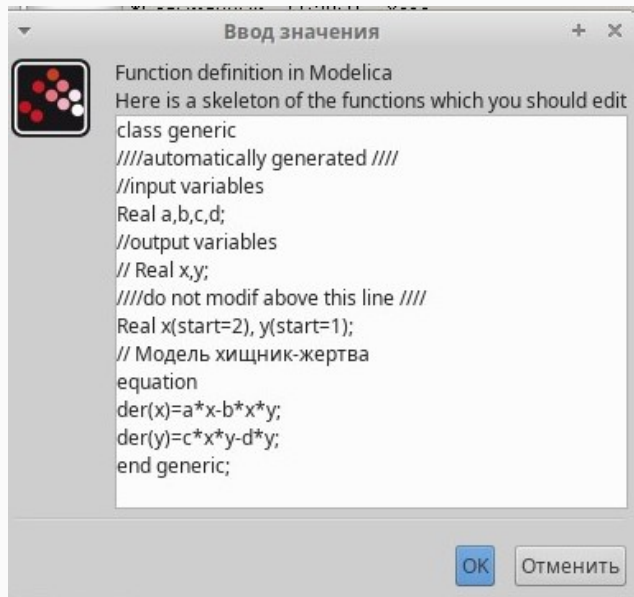 Ввод значения
Function definition in Modelica
Here is a skeleton of the functions which you should edit
class generic
////automatically generated ////
//input variables
Real a,b,c,d;
//output variables
// Real x,y;
////do not modif above this line ////
Real x(start=2), y(start=1);
// Модель хищник-жертва
equation
der(x)=a*x-b*x*y;
der(y)=c*x*y-d*y;
end generic;
OK
Отменить